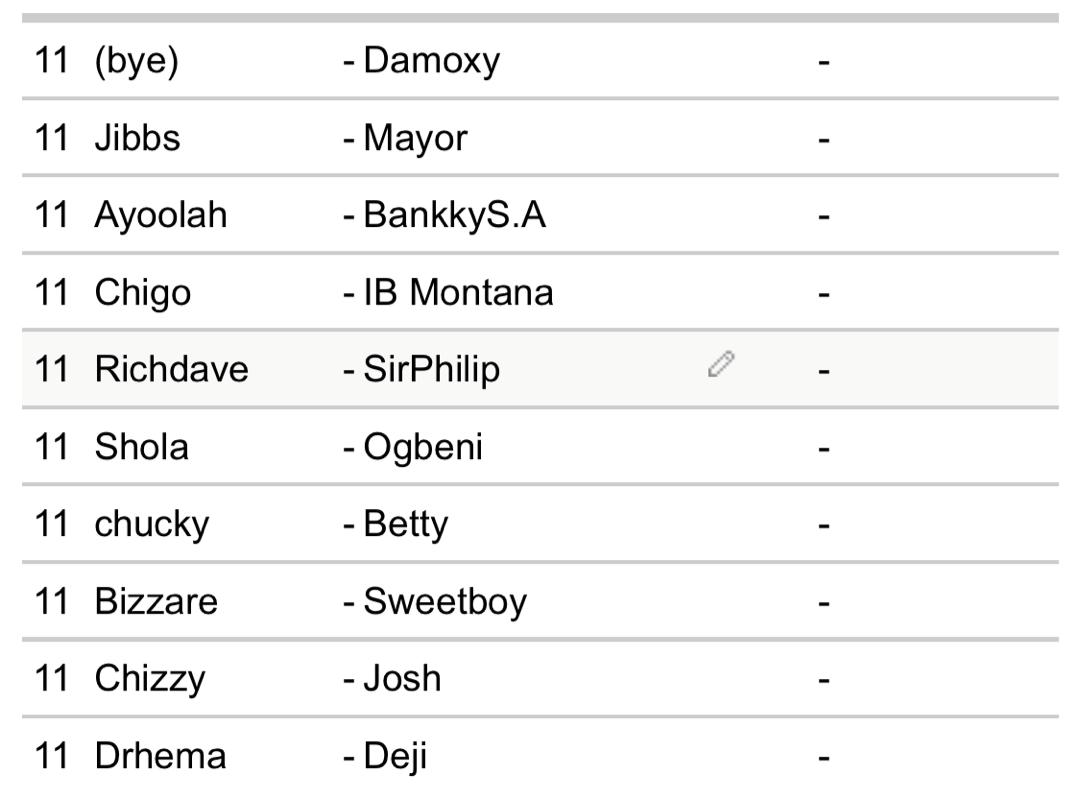 11 (bye) - Damoxy -
11 Jibbs - Mayor -
11 Ayoolah - BankkyS.A -
11 Chigo - IB Montana -
11 Richdave - SirPhilip -
11 Shola - Ogbeni -
11 chucky - Betty -
11 Bizzare - Sweetboy -
11 Chizzy - Josh -
11 Drhema - Deji -